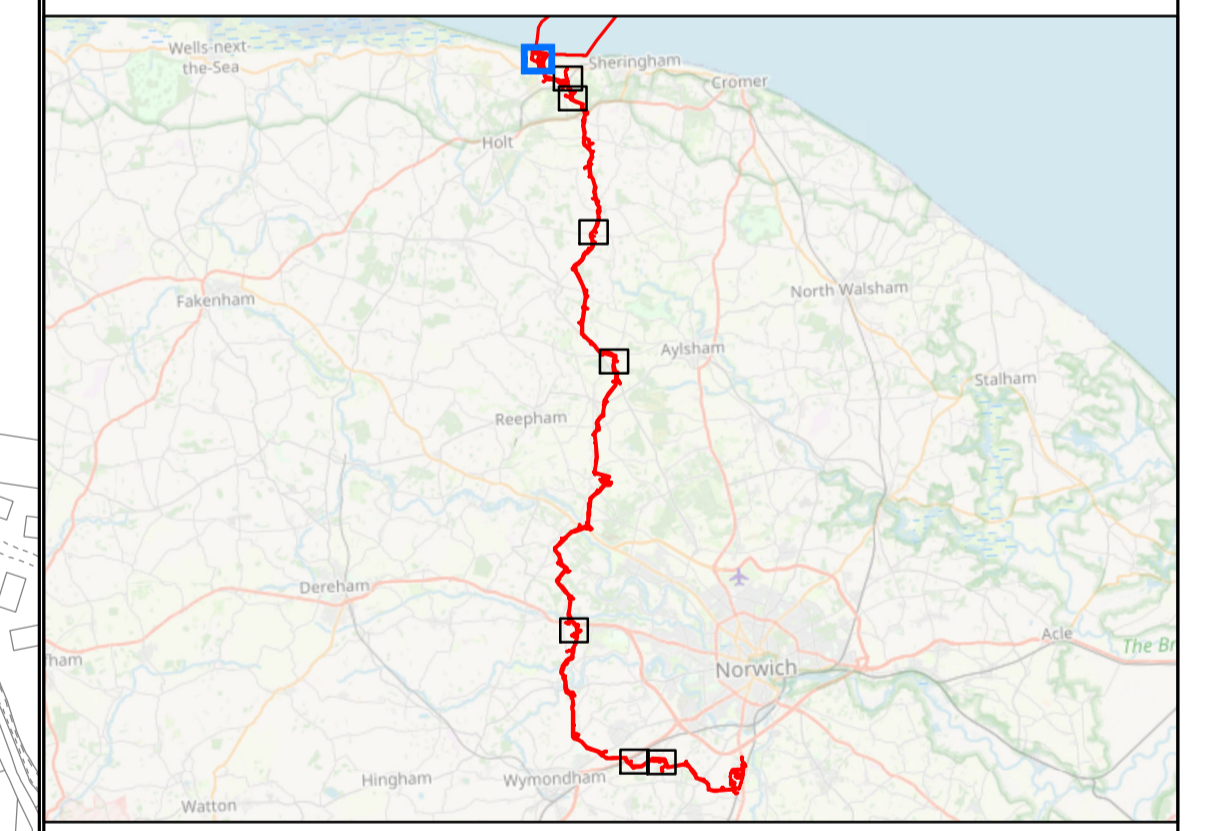 Wells-next-
the-Sea
Sheringham
Cromer
Holt
North Walsham
Fakenham
Aylsham
Stalham
Reepham
Dereham
Acle
The Br
fham
Norwich
Hingham
Wymondham
Watton